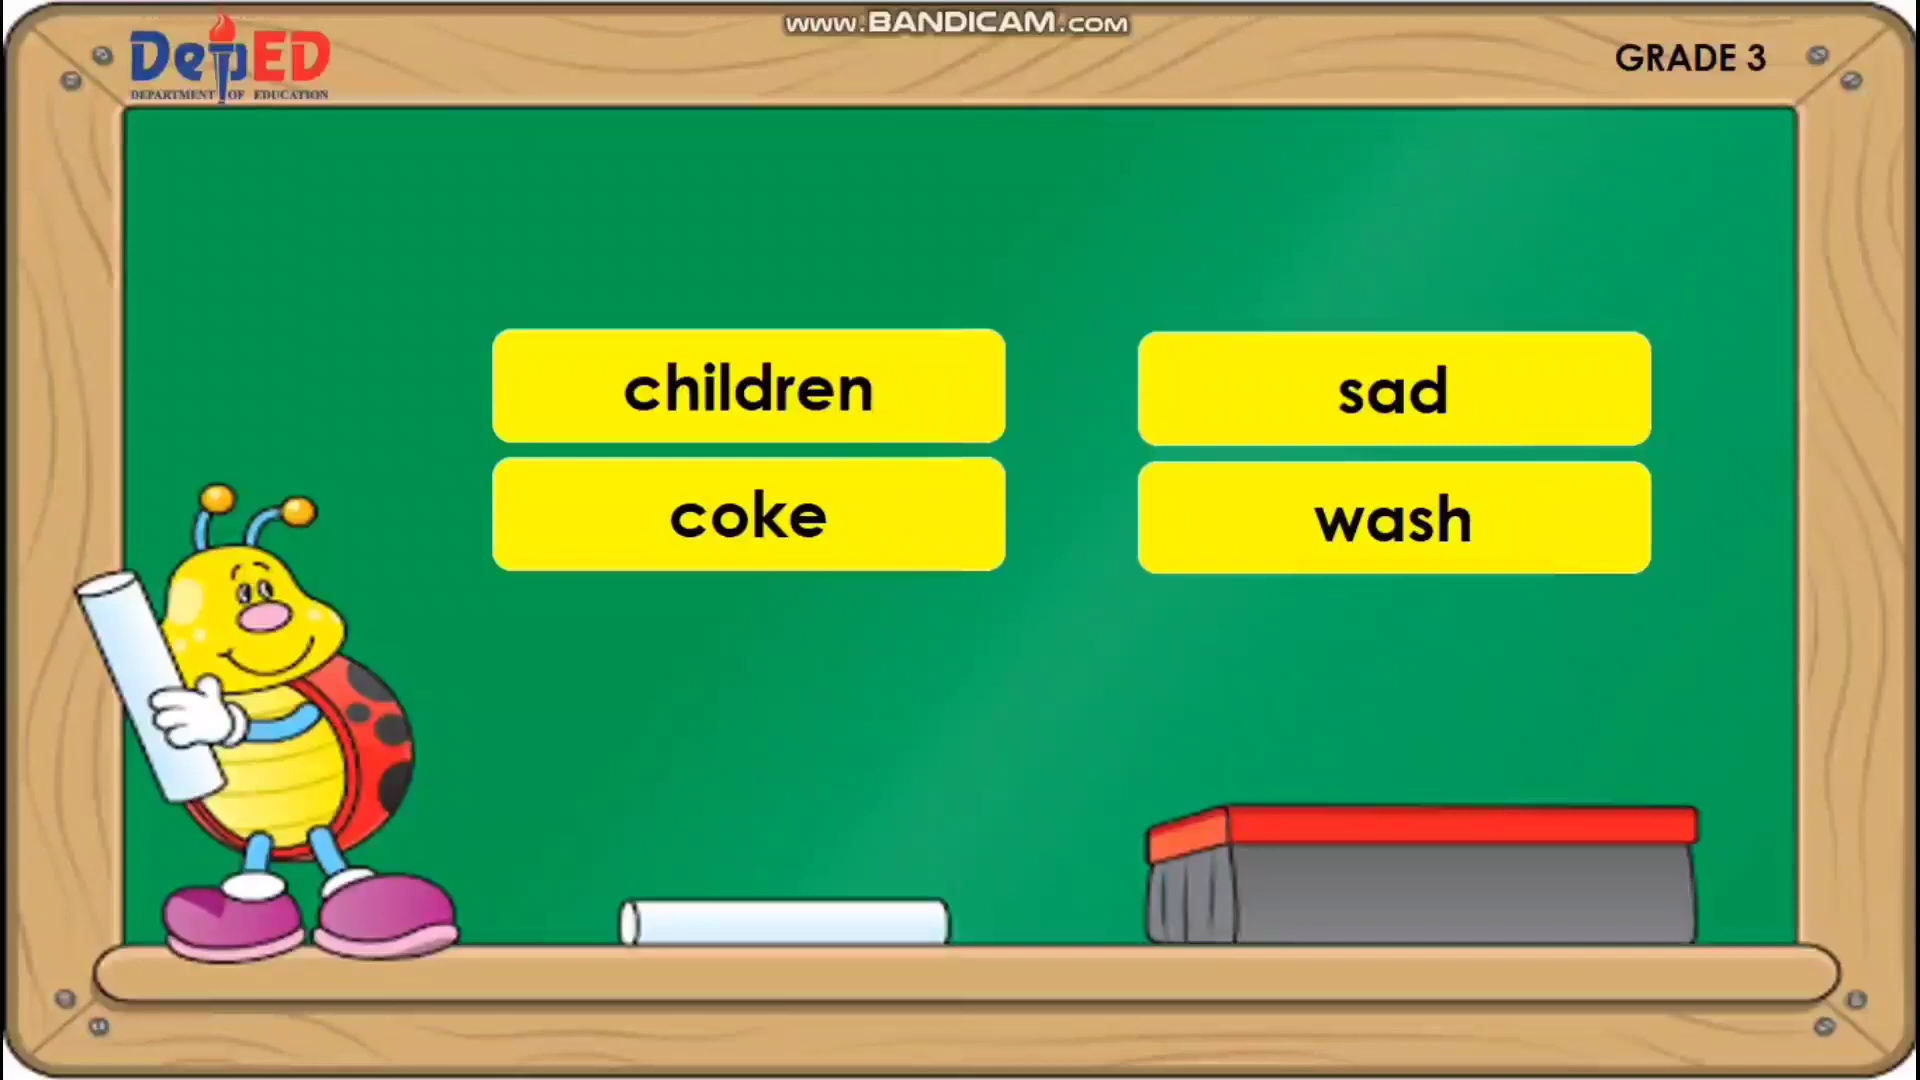 www.BANDICAM.com
DepED
DEPARTMENT OF EDUCATION
GRADE 3
children
sad
coke
wash